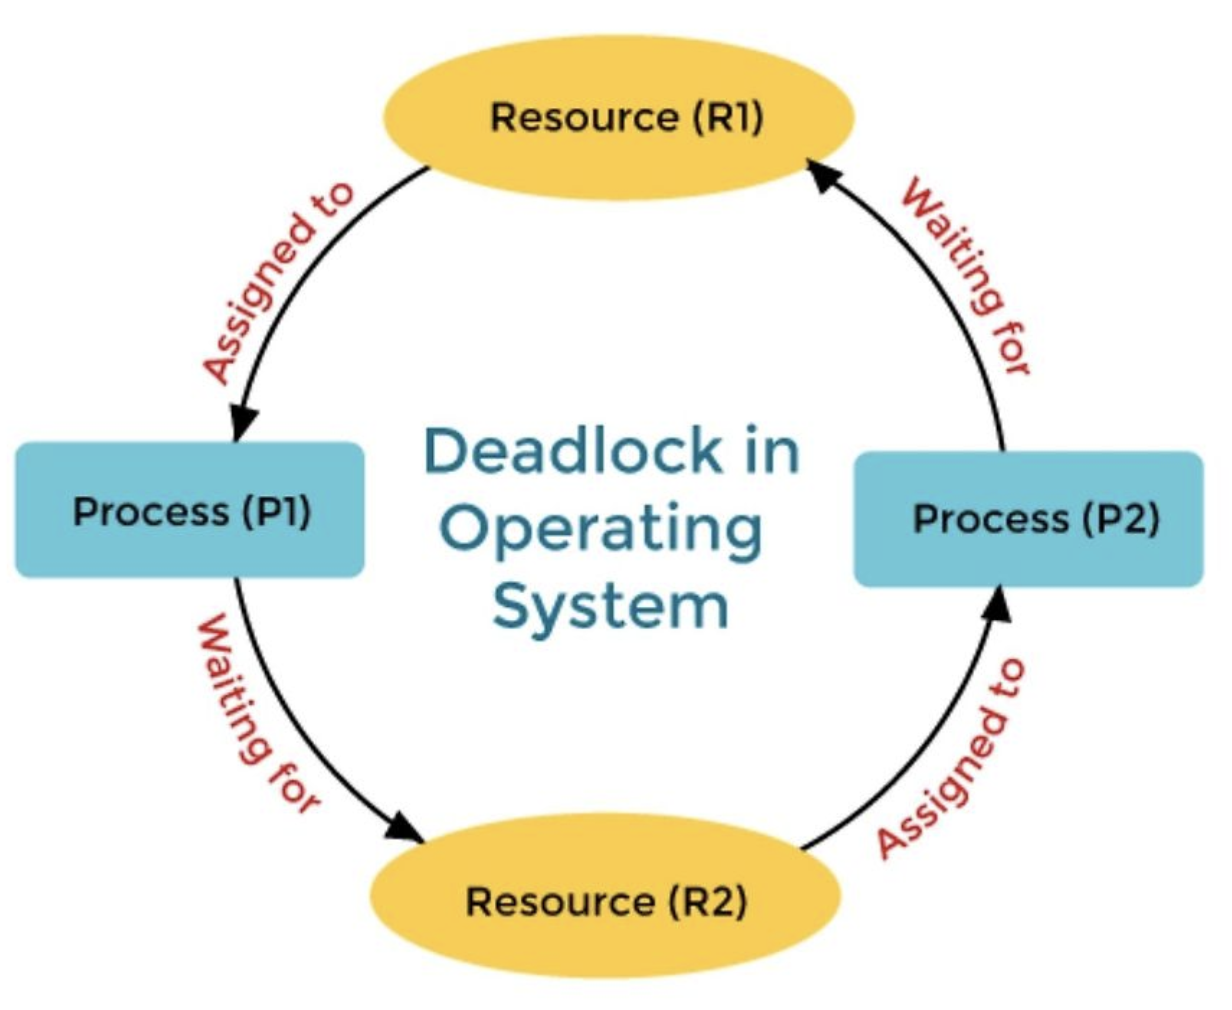 Resource (R1)
Assigned to
Waiting for
Process (P1)
Deadlock in
Operating
System
Process (P2)
Waiting for
Assigned to
Resource (R2)